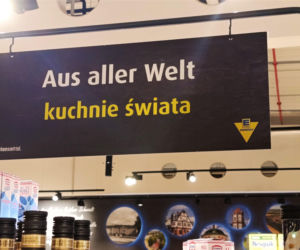 Aus aller Welt
kuchnie świata
E